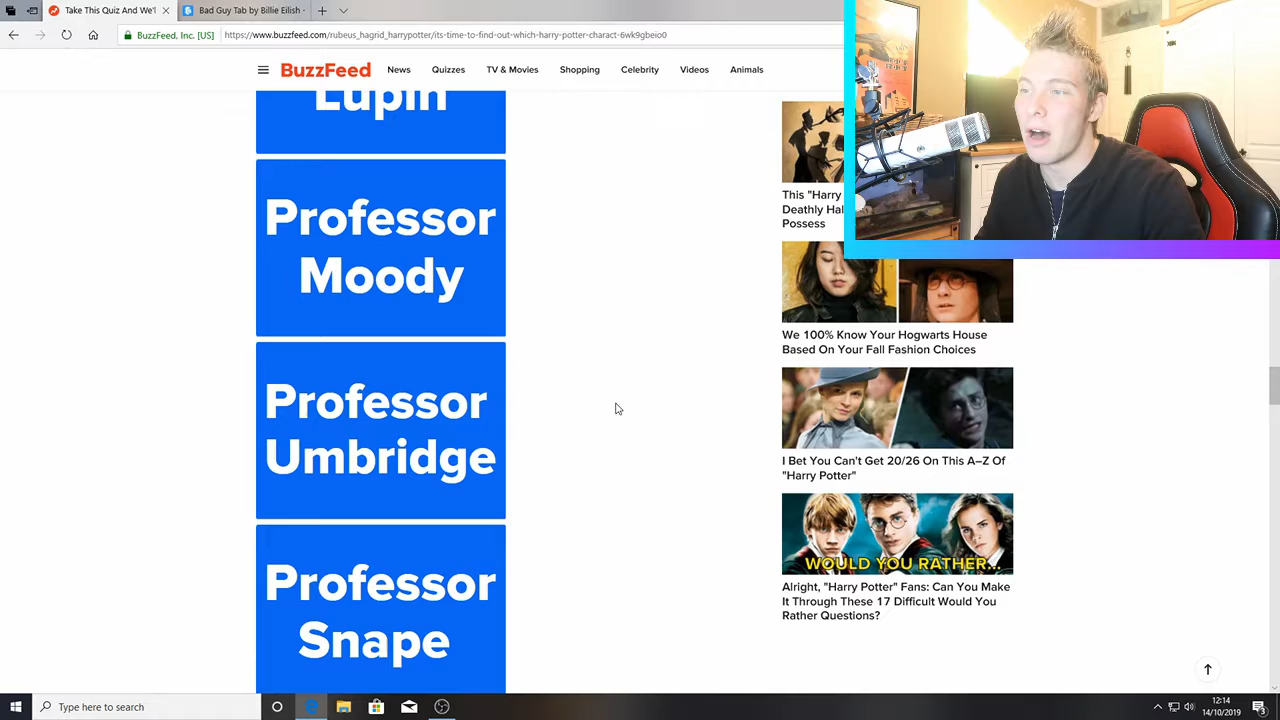 Take This Quiz And We'l
Bad Guy Tab by Billie Eilish -
BuzzFeed, Inc. [US]
https://www.buzzfeed.com/rubeus_hagrid_harrypotter/its-time-to-find-out-which-harry-potter-charact-6wk9gbeio0
BuzzFeed
News
Quizzes
TV & Movies
Shopping
Celebrity
Videos
Animals
Lupin
Professor
Moody
Professor
Umbridge
Professor
Snape
This "Harry
Deathly Hal
Possess
We 100% Know Your Hogwarts House
Based On Your Fall Fashion Choices
I Bet You Can't Get 20/26 On This A–Z Of
"Harry Potter"
WOULD YOU RATHER...
Alright, "Harry Potter" Fans: Can You Make
It Through These 17 Difficult Would You
Rather Questions?
Type here to search
12:14
14/10/2019
3